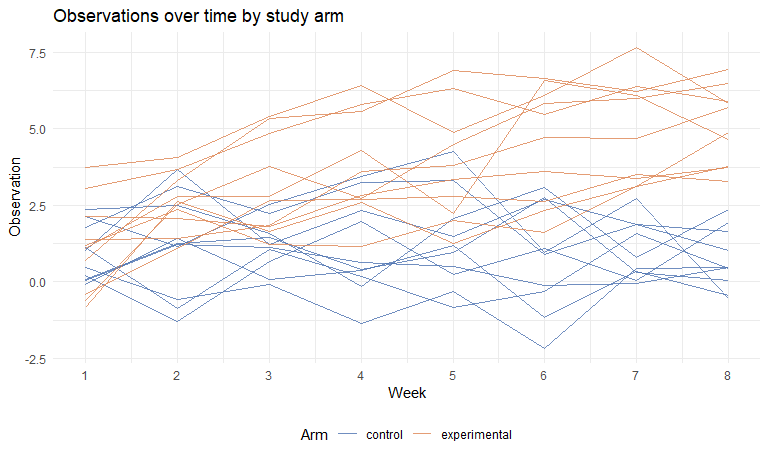 Observations over time by study arm
7.5
5.0
2.5
0.0
-2.5
Observation
1 2 3 4 5 6 7 8
Week
Arm control experimental